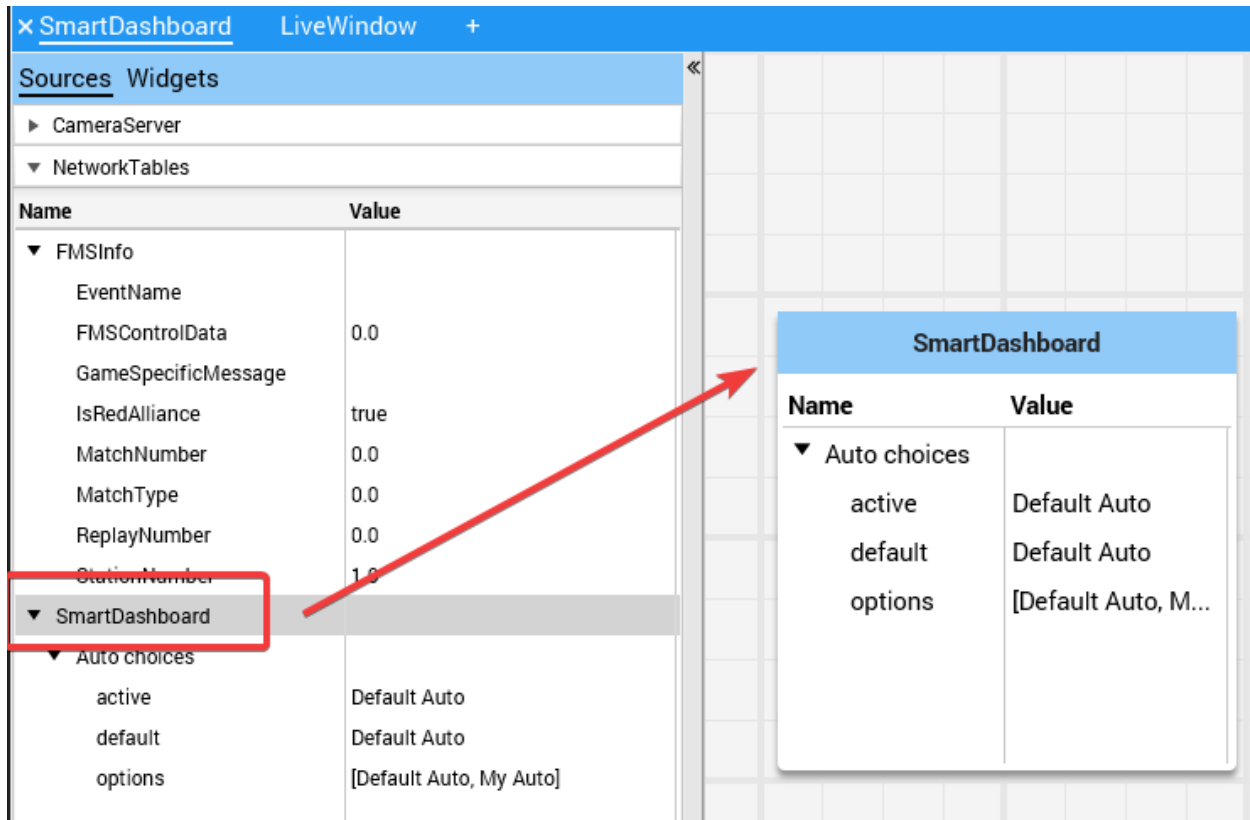 SmartDashboard LiveWindow +
Sources Widgets
CameraServer
NetworkTables
Name Value
FMSInfo
EventName
FMSControlData 0.0
GameSpecificMessage
IsRedAlliance true
MatchNumber 0.0
MatchType 0.0
ReplayNumber 0.0
StationNumber 1.0
SmartDashboard
Auto choices
active Default Auto
default Default Auto
options [Default Auto, My Auto]
SmartDashboard
Name Value
Auto choices
active Default Auto
default Default Auto
options [Default Auto, M...